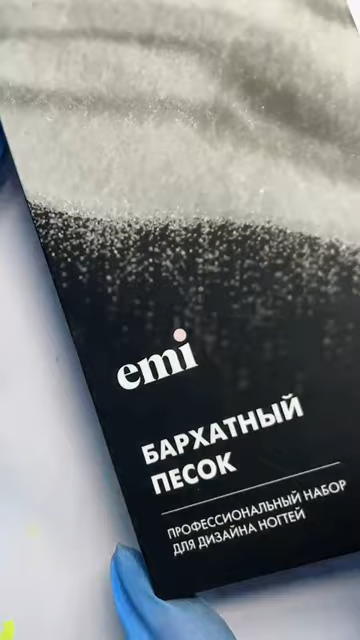 emi
БАРХАТНЫЙ
ПЕСОК
ПРОФЕССИОНАЛЬНЫЙ НАБОР
ДЛЯ ДИЗАЙНА НОГТЕЙ